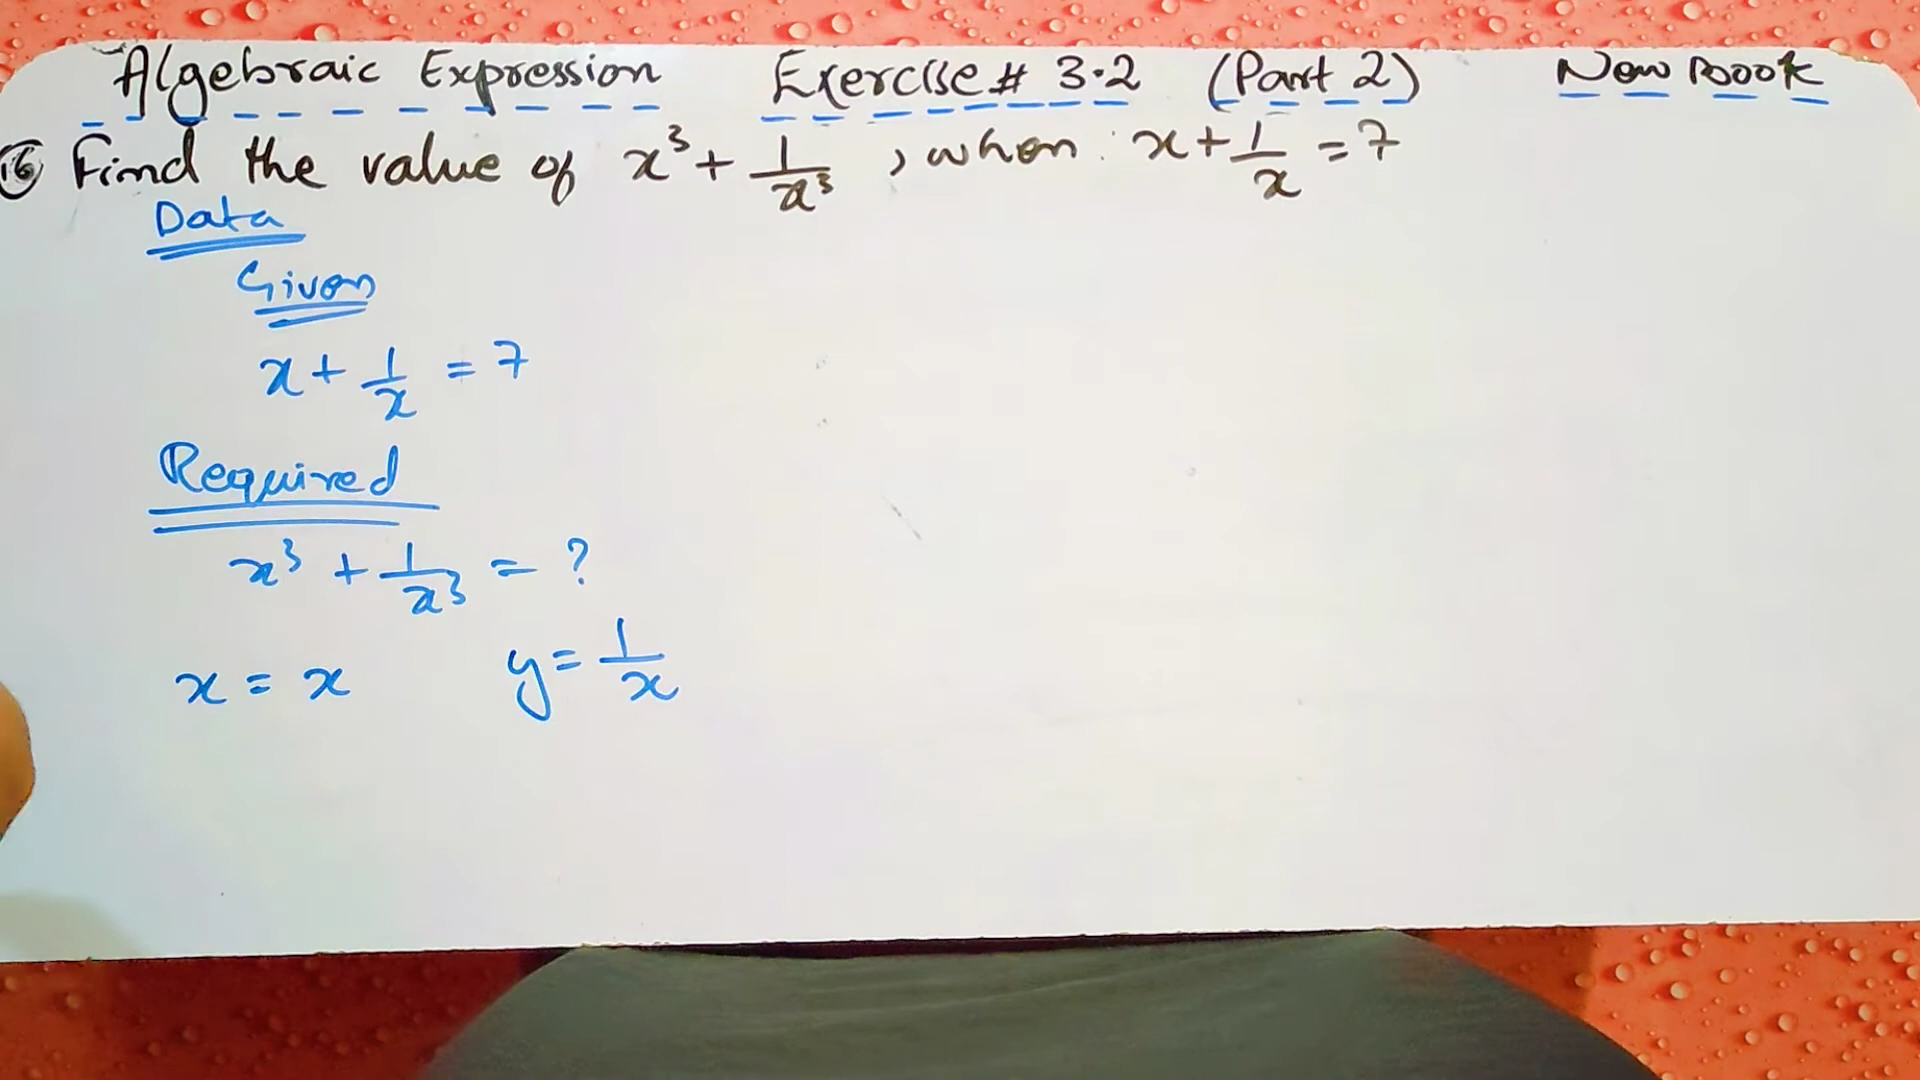 Algebraic Expression Exercise # 3.2 (Part 2) New Book
16 Find the value of x³ + 1/x³ , when x + 1/x = 7
Data
Given
x + 1/x = 7
Required
x³ + 1/x³ = ?
x = x y = 1/x